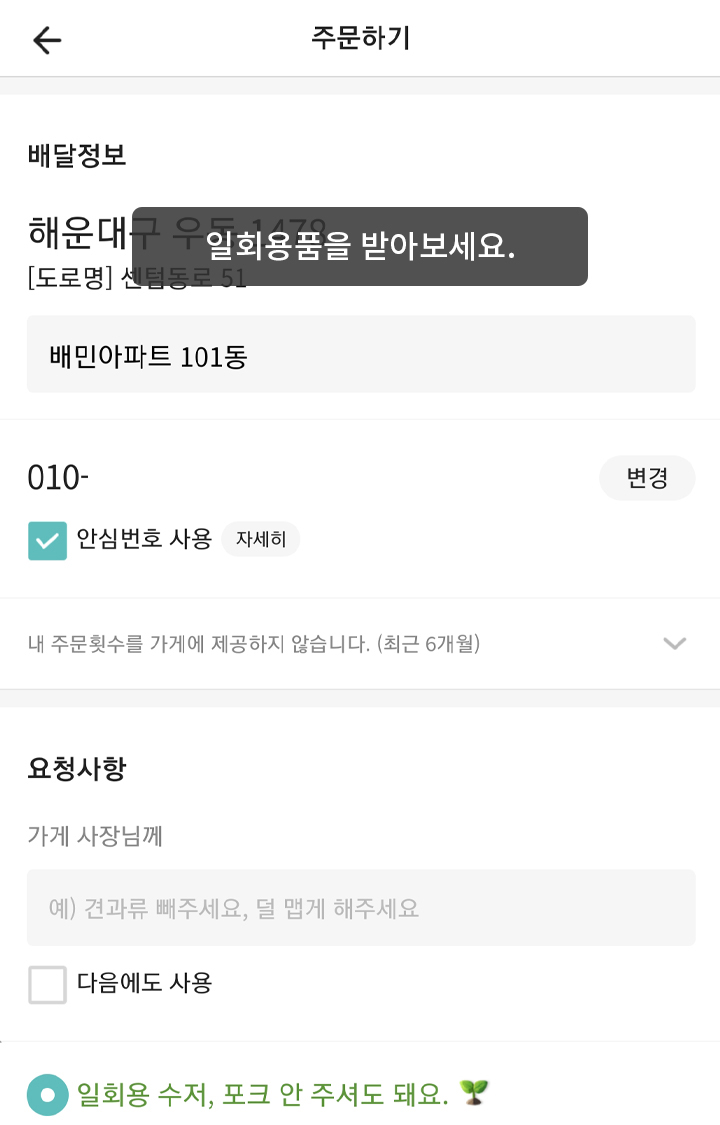 주문하기
배달정보
해운대구 우동 1478
일회용품을 받아보세요.
[도로명] 센텀동로 51
배민아파트 101동
010-
변경
안심번호 사용
자세히
내 주문횟수를 가게에 제공하지 않습니다. (최근 6개월)
요청사항
가게 사장님께
예) 견과류 빼주세요, 덜 맵게 해주세요
다음에도 사용
일회용 수저, 포크 안 주셔도 돼요. 🌱